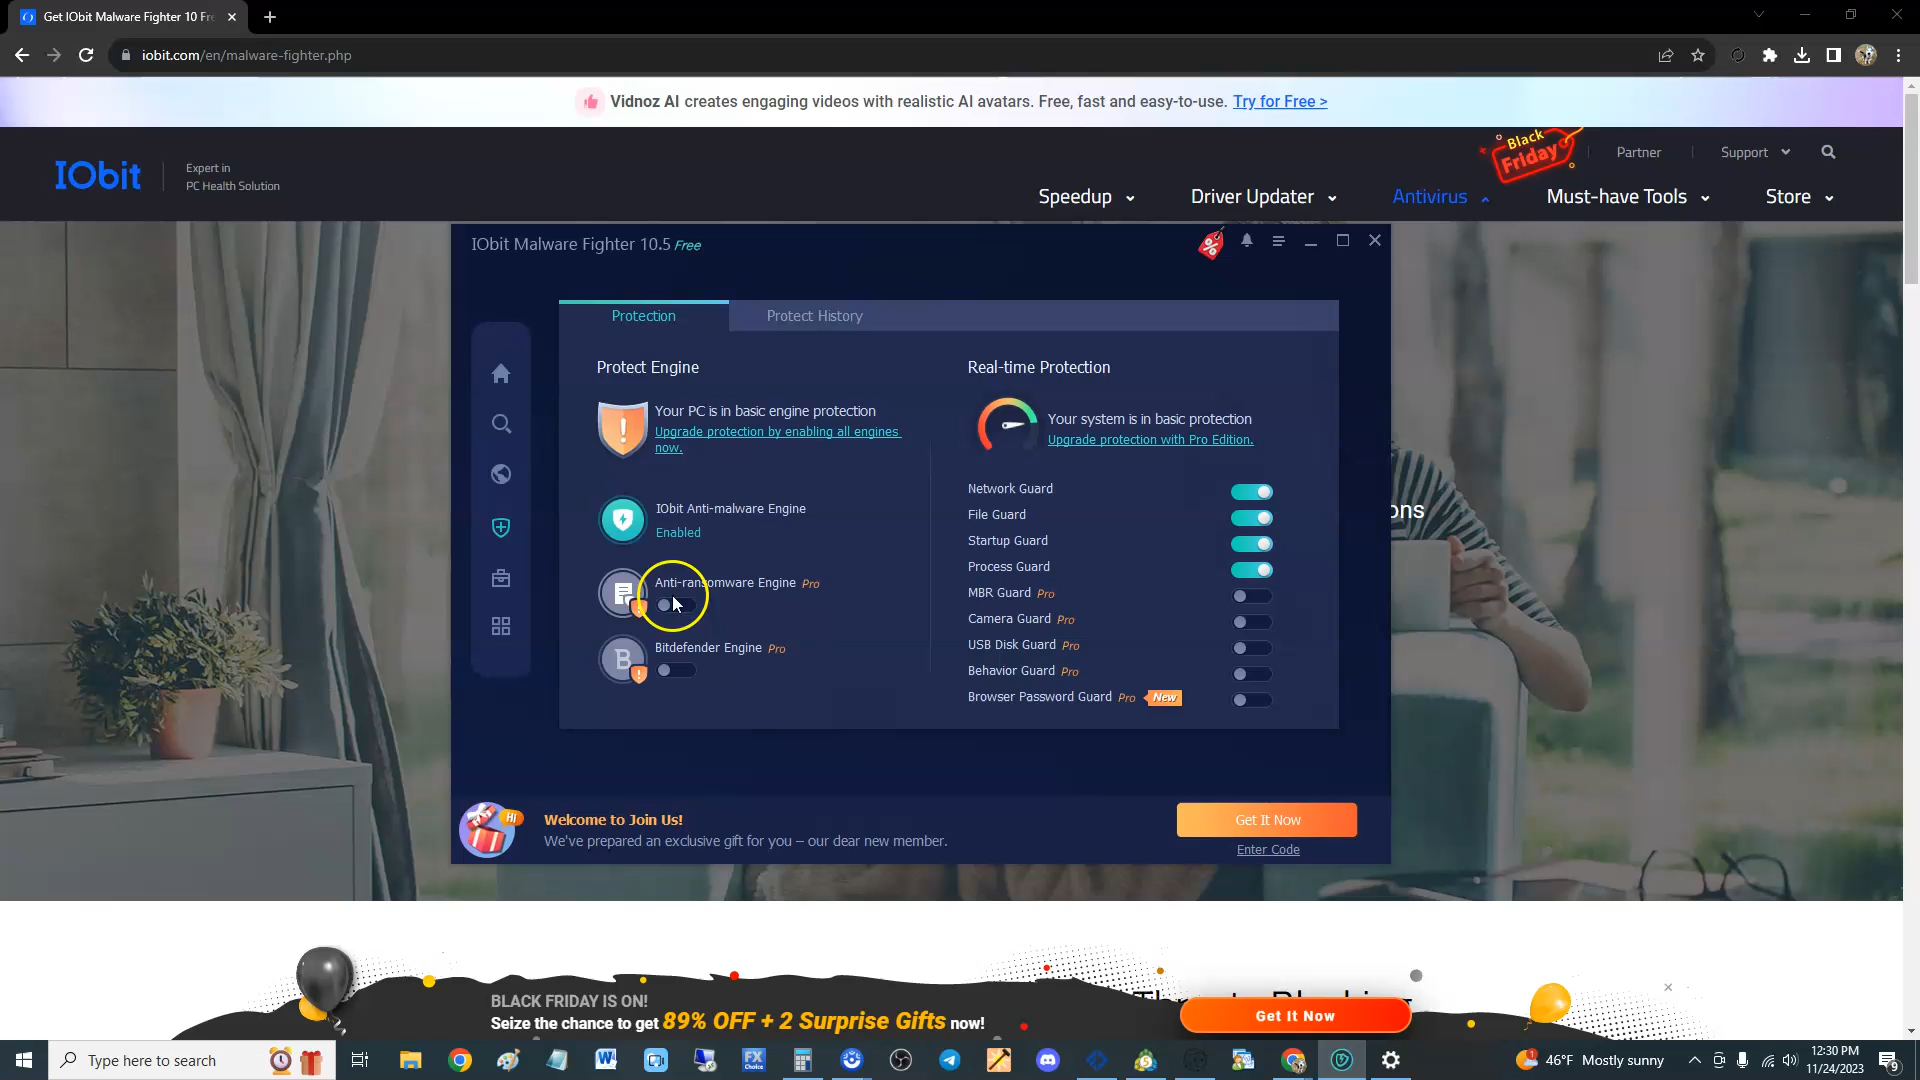 Get IObit Malware Fighter 10 Fre
iobit.com/en/malware-fighter.php
Vidnoz AI creates engaging videos with realistic AI avatars. Free, fast and easy-to-use. Try for Free >
Black
Friday
Partner
Support
IObit
Expert in
PC Health Solution
Speedup
Driver Updater
Antivirus
Must-have Tools
Store
IObit Malware Fighter 10.5 Free
%
Protection
Protect History
Protect Engine
Your PC is in basic engine protection
Upgrade protection by enabling all engines
now.
IObit Anti-malware Engine
Enabled
Anti-ransomware Engine Pro
B
Bitdefender Engine Pro
Real-time Protection
Your system is in basic protection
Upgrade protection with Pro Edition.
Network Guard
File Guard
Startup Guard
Process Guard
MBR Guard Pro
Camera Guard Pro
USB Disk Guard Pro
Behavior Guard Pro
Browser Password Guard Pro New
ons
Hi
Welcome to Join Us!
We've prepared an exclusive gift for you – our dear new member.
Get It Now
Enter Code
BLACK FRIDAY IS ON!
Seize the chance to get 89% OFF + 2 Surprise Gifts now!
Get It Now
Type here to search
FX
Choice
1
46°F Mostly sunny
12:30 PM
11/24/2023
9